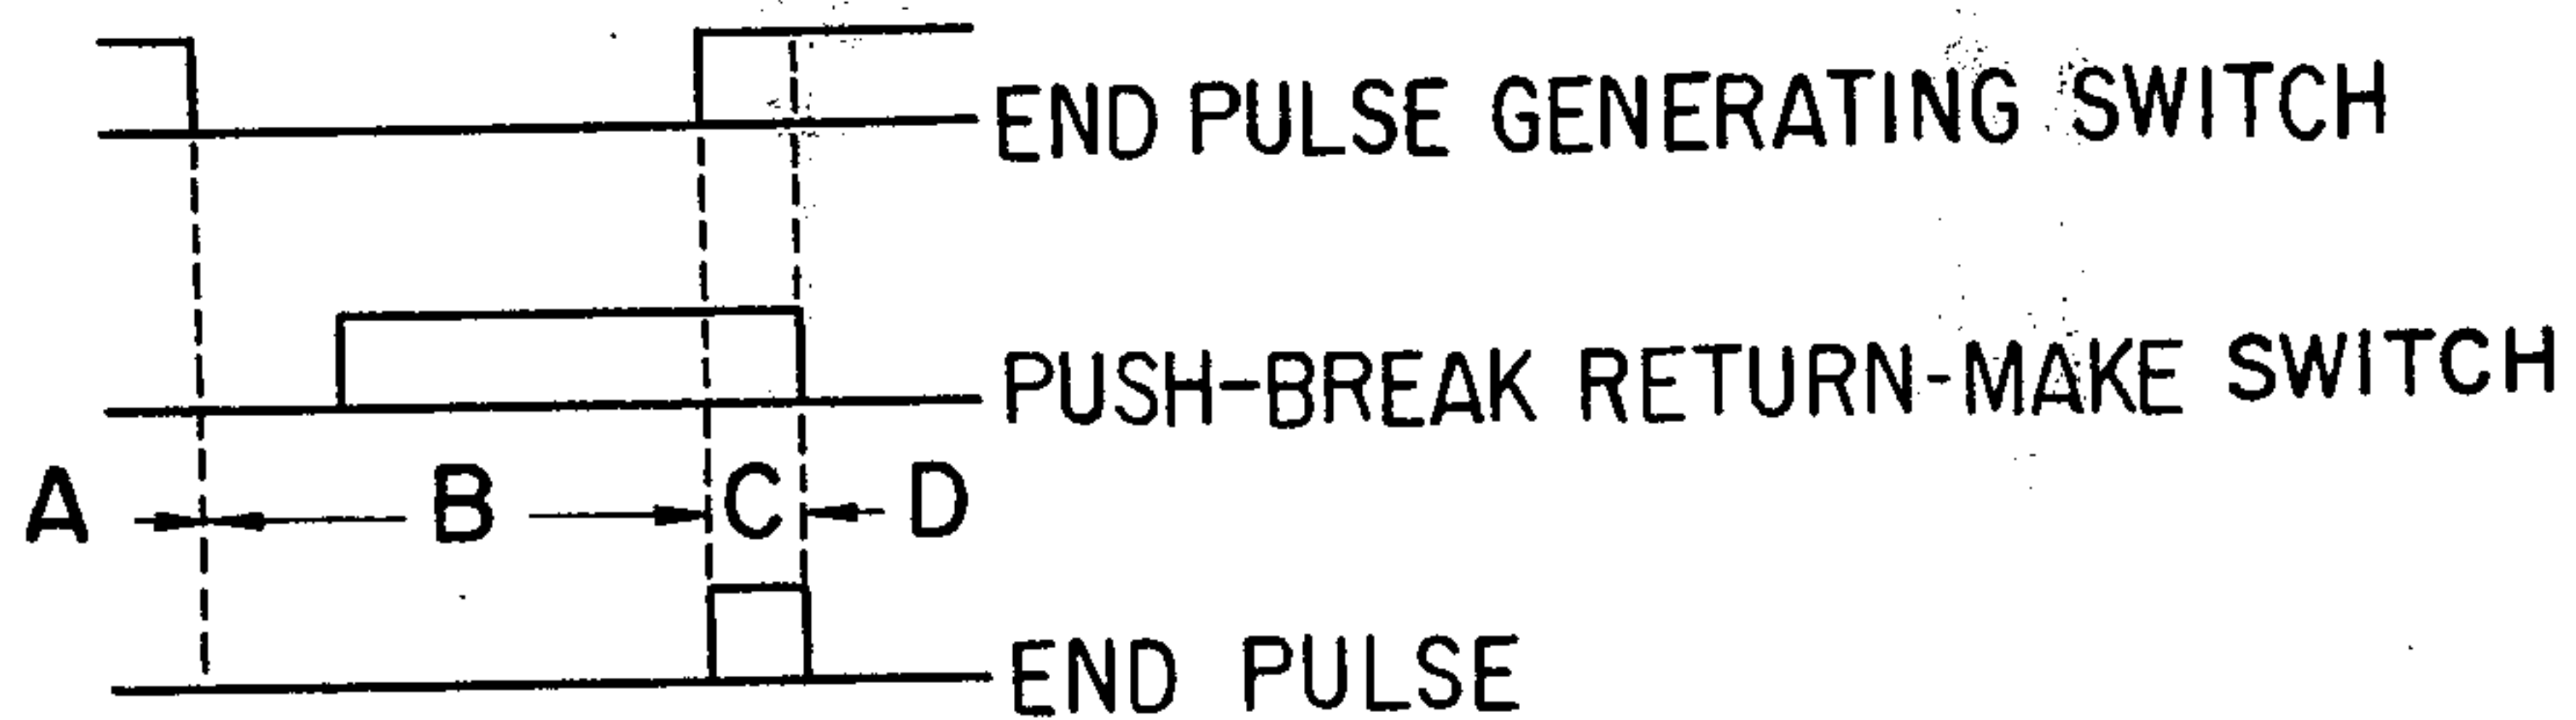 END PULSE GENERATING SWITCH
PUSH-BREAK RETURN-MAKE SWITCH
A B C D
END PULSE